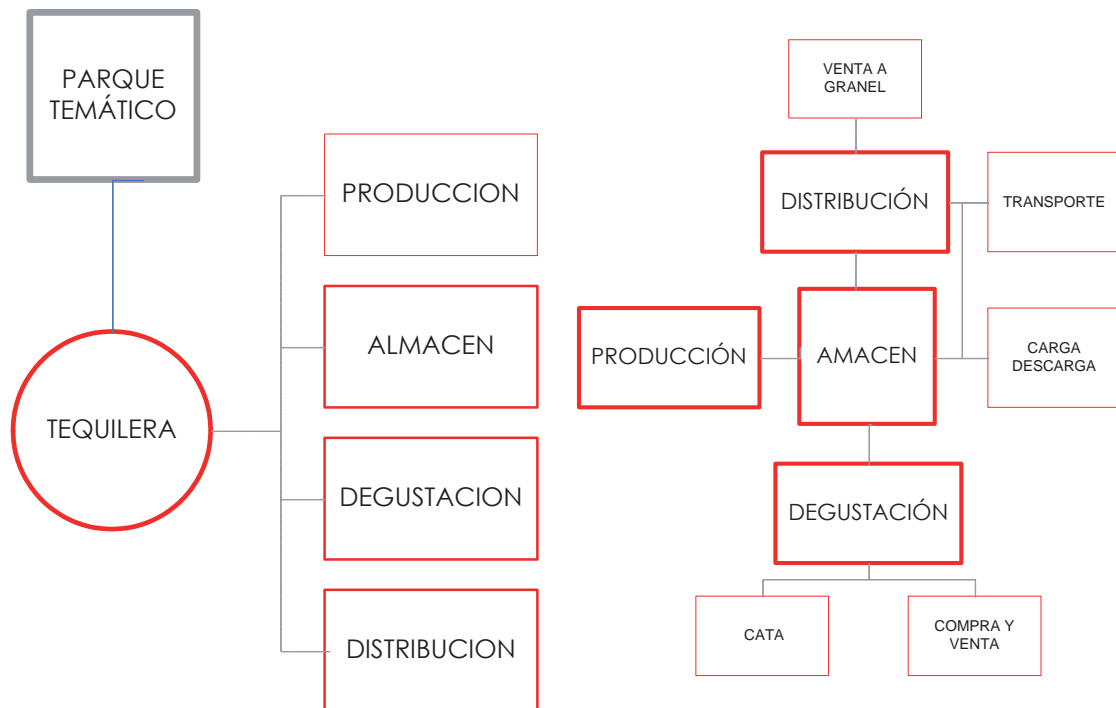 PARQUE
TEMÁTICO
TEQUILERA
PRODUCCION
ALMACEN
DEGUSTACION
DISTRIBUCION
VENTA A
GRANEL
DISTRIBUCIÓN
TRANSPORTE
PRODUCCIÓN
AMACEN
CARGA
DESCARGA
DEGUSTACIÓN
CATA
COMPRA Y
VENTA